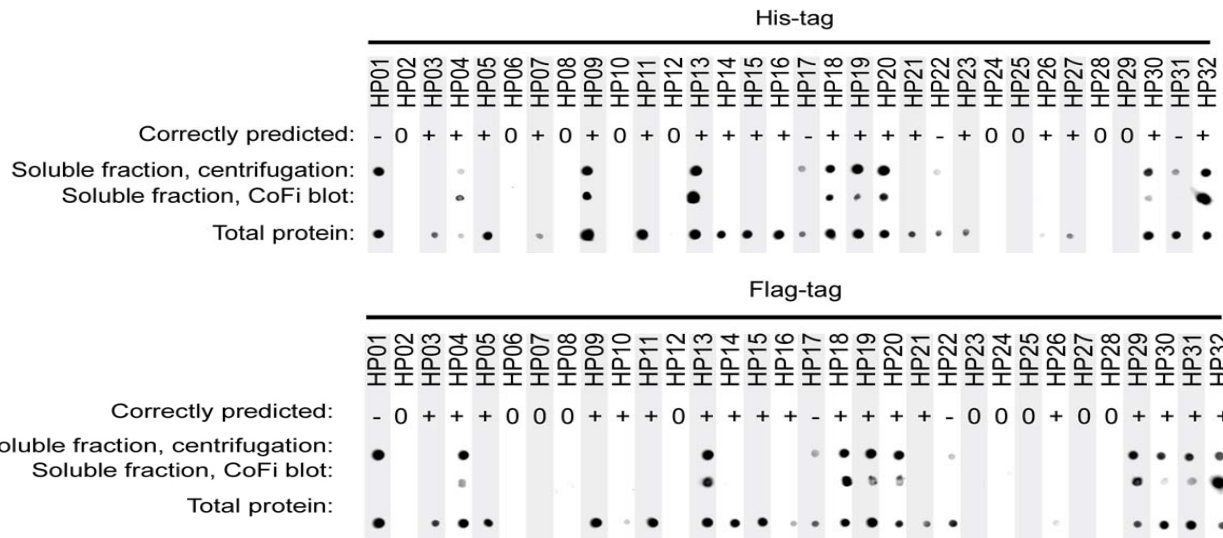 His-tag
HP01 HP02 HP03 HP04 HP05 HP06 HP07 HP08 HP09 HP10 HP11 HP12 HP13 HP14 HP15 HP16 HP17 HP18 HP19 HP20 HP21 HP22 HP23 HP24 HP25 HP26 HP27 HP28 HP29 HP30 HP31 HP32
Correctly predicted: - 0 + + + 0 + 0 + 0 + 0 + + + + - + + + + - + 0 0 + + 0 0 + - +
Soluble fraction, centrifugation:
Soluble fraction, CoFi blot:
Total protein:
Flag-tag
HP01 HP02 HP03 HP04 HP05 HP06 HP07 HP08 HP09 HP10 HP11 HP12 HP13 HP14 HP15 HP16 HP17 HP18 HP19 HP20 HP21 HP22 HP23 HP24 HP25 HP26 HP27 HP28 HP29 HP30 HP31 HP32
Correctly predicted: - 0 + + + 0 0 0 + + + 0 + + + + - + + + + - 0 0 0 + 0 0 + + + +
oluble fraction, centrifugation:
Soluble fraction, CoFi blot:
Total protein: